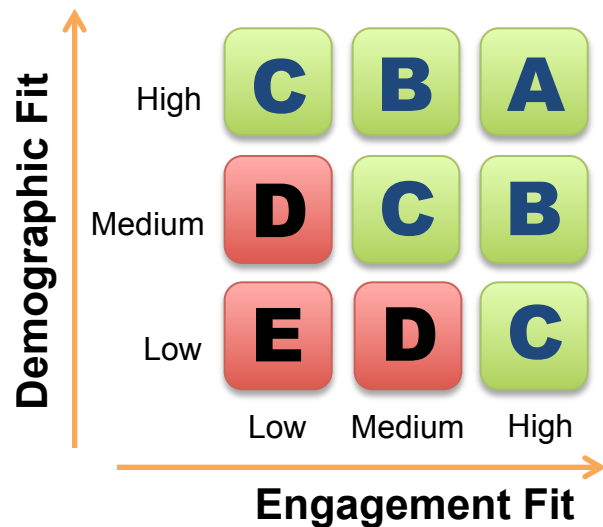 Demographic Fit
High C B A
Medium D C B
Low E D C
Low Medium High
Engagement Fit